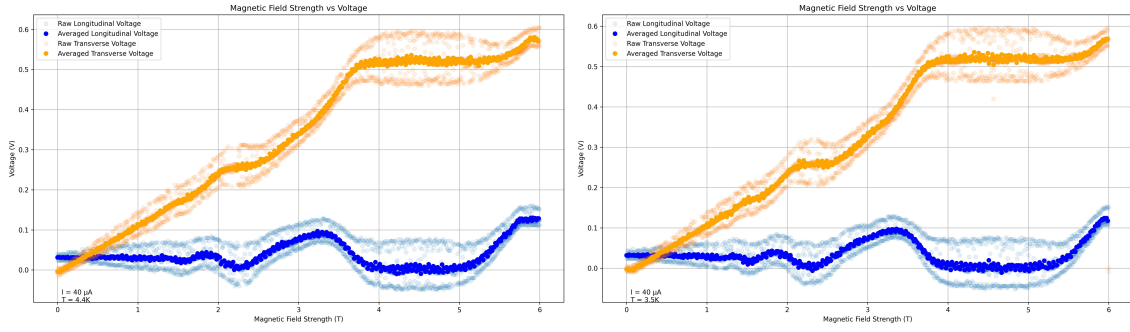 Magnetic Field Strength vs Voltage
Raw Longitudinal Voltage
Averaged Longitudinal Voltage
Raw Transverse Voltage
Averaged Transverse Voltage
0.6
0.5
0.4
0.3
0.2
0.1
0.0
Voltage (V)
I = 40 μA
T = 4.4K
0 1 2 3 4 5 6
Magnetic Field Strength (T)
Magnetic Field Strength vs Voltage
Raw Longitudinal Voltage
Averaged Longitudinal Voltage
Raw Transverse Voltage
Averaged Transverse Voltage
0.6
0.5
0.4
0.3
0.2
0.1
0.0
Voltage (V)
I = 40 μA
T = 3.5K
0 1 2 3 4 5 6
Magnetic Field Strength (T)